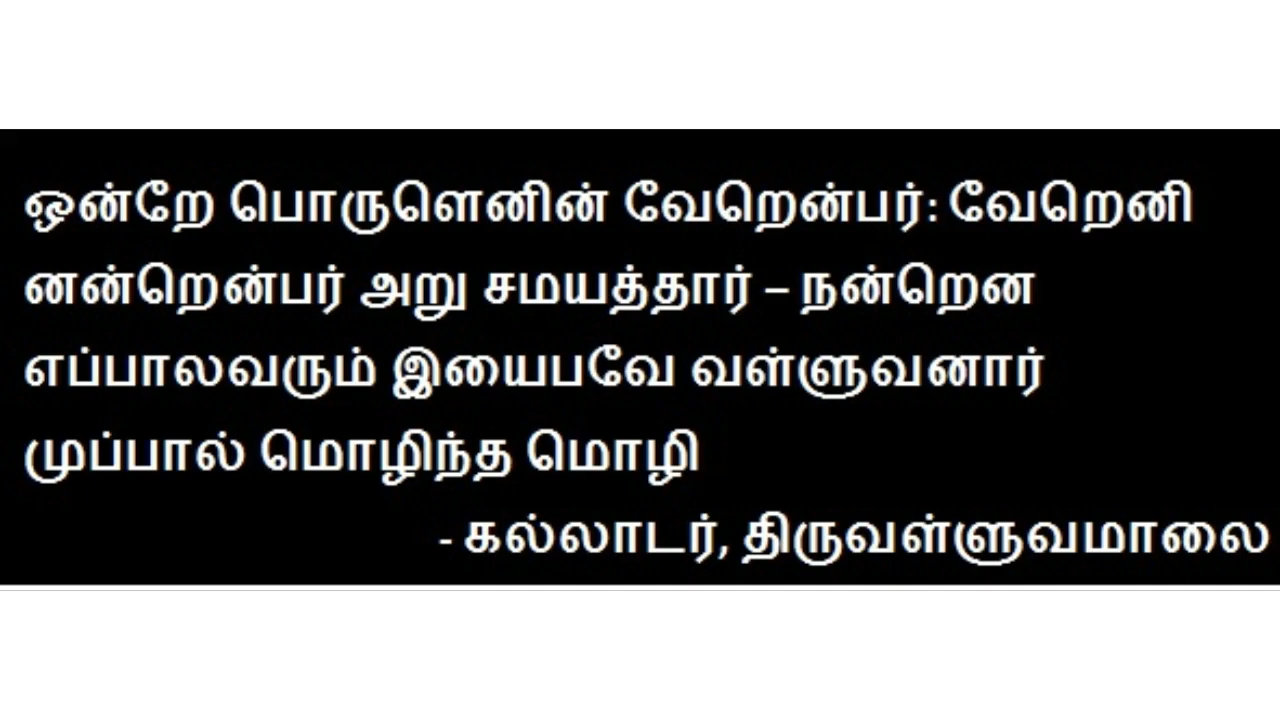 ஒன்றே பொருளெனின் வேறென்பர்: வேறெனி
னன்றென்பர் அறு சமயத்தார் – நன்றென
எப்பாலவரும் இயைபவே வள்ளுவனார்
முப்பால் மொழிந்த மொழி
- கல்லாடர், திருவள்ளுவமாலை